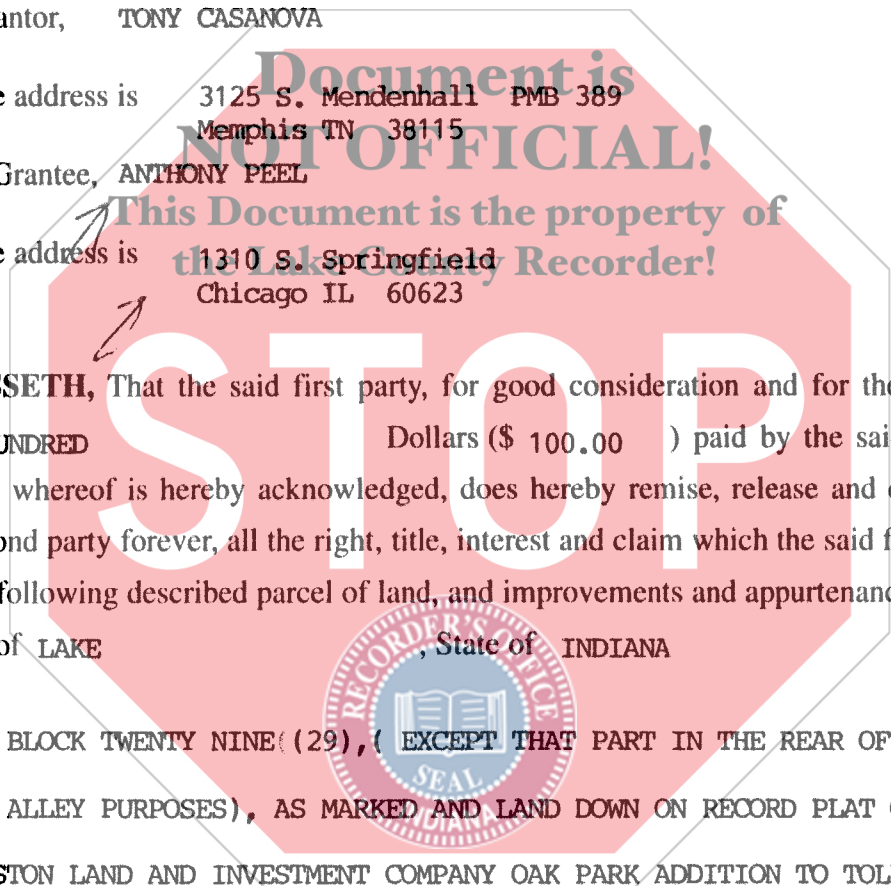 antor, TONY CASANOVA
Document is
e address is 3125 S. Mendenhall PMB 389
Memphis TN 38115
NOT OFFICIAL!
Grantee, ANTHONY PEEL
This Document is the property of
e address is 1310 S. Springfield
the Lake County Recorder!
Chicago IL 60623
STOP
SSETH, That the said first party, for good consideration and for the
UNDRED Dollars ($ 100.00 ) paid by the sai
whereof is hereby acknowledged, does hereby remise, release and
ond party forever, all the right, title, interest and claim which the said f
following described parcel of land, and improvements and appurtenanc
of LAKE , State of INDIANA
RECORDER'S OFFICE
SEAL
INDIANA
BLOCK TWENTY NINE (29),( EXCEPT THAT PART IN THE REAR OF
ALLEY PURPOSES), AS MARKED AND LAND DOWN ON RECORD PLAT
STON LAND AND INVESTMENT COMPANY OAK PARK ADDITION TO TOL